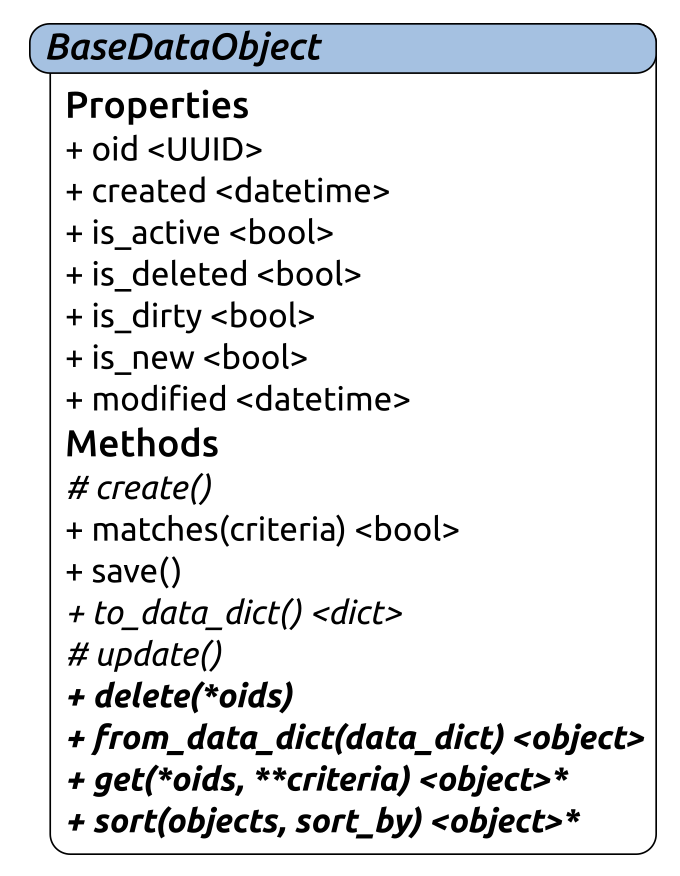 BaseDataObject
Properties
+ oid <UUID>
+ created <datetime>
+ is_active <bool>
+ is_deleted <bool>
+ is_dirty <bool>
+ is_new <bool>
+ modified <datetime>
Methods
# create()
+ matches(criteria) <bool>
+ save()
+ to_data_dict() <dict>
# update()
+ delete(*oids)
+ from_data_dict(data_dict) <object>
+ get(*oids, **criteria) <object>*
+ sort(objects, sort_by) <object>*